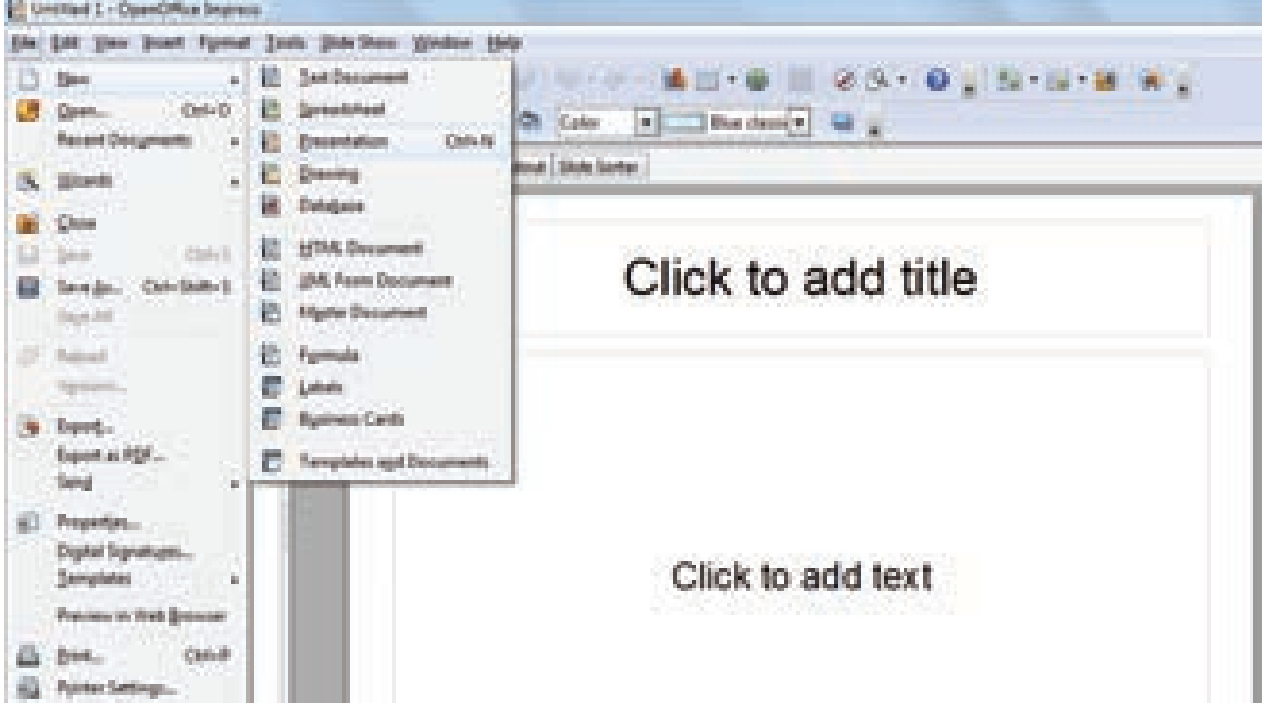 Untitled 1 - OpenOffice Impress
File Edit View Insert Format Tools Slide Show Window Help
New
Open... Ctrl+O
Recent Documents
Wizards
Close
Save Ctrl+S
Save As... Ctrl+Shift+S
Save All
Reload
Versions...
Export...
Export as PDF...
Send
Properties...
Digital Signatures...
Templates
Preview in Web Browser
Print... Ctrl+P
Printer Settings...
Text Document
Spreadsheet
Presentation Ctrl+N
Drawing
Database
HTML Document
XML Form Document
Master Document
Formula
Labels
Business Cards
Templates and Documents
Color
Blue classic
Slide Sorter
Click to add title
Click to add text